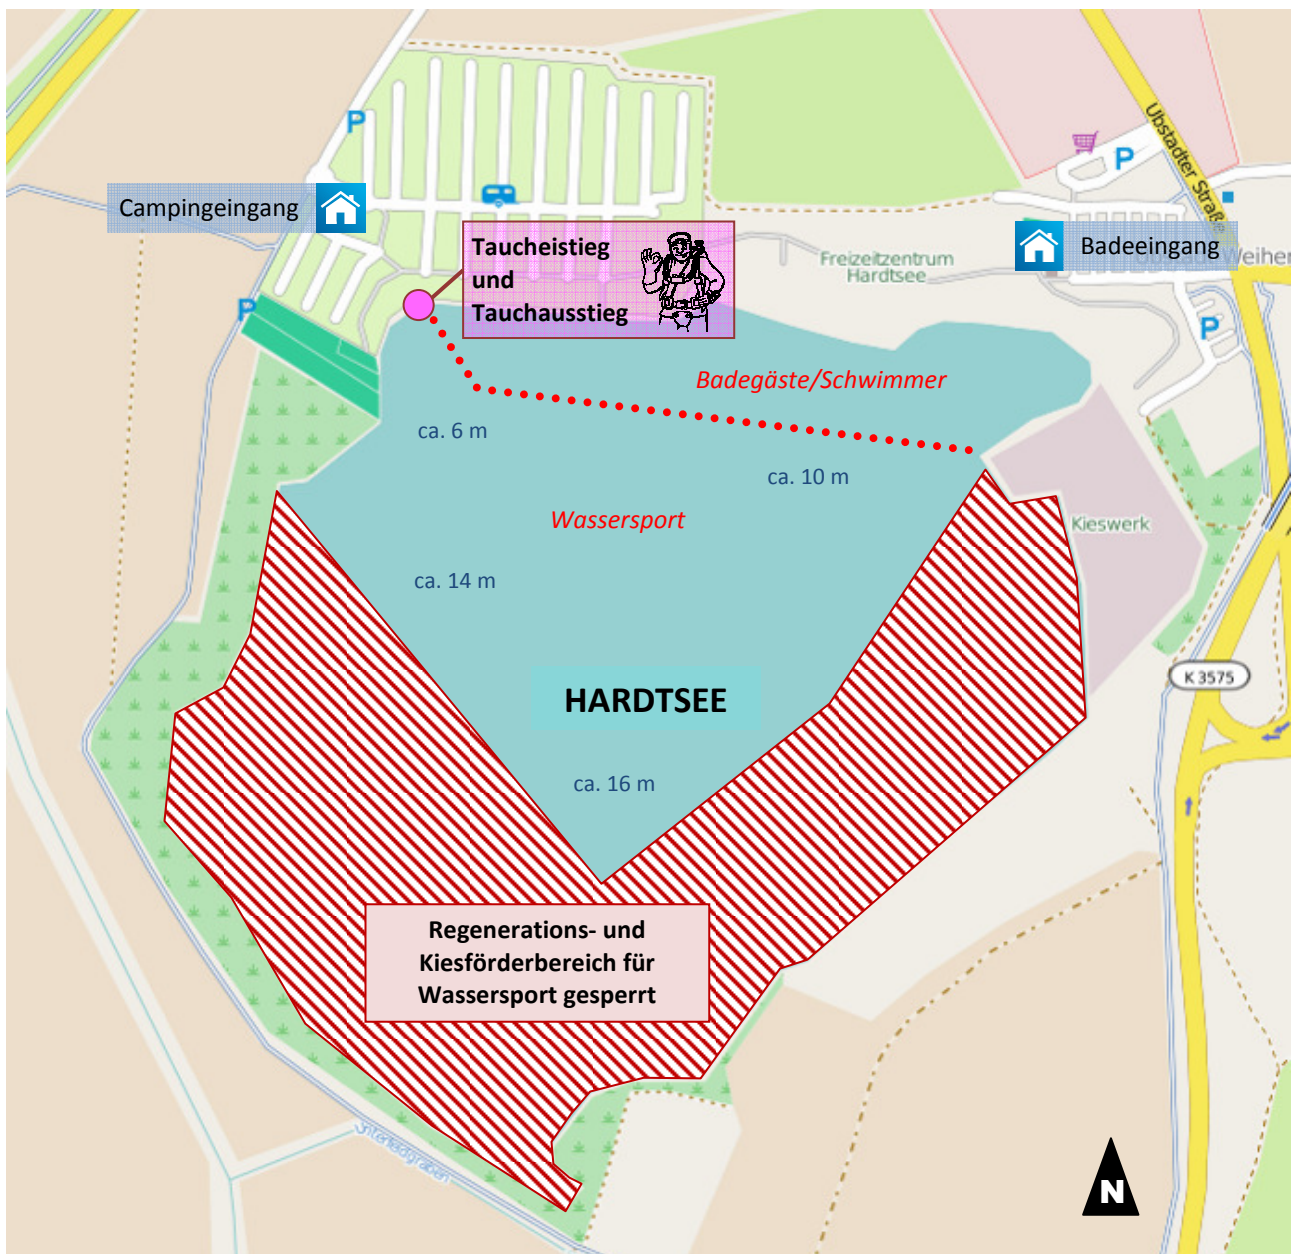 P
Ubstadter Straße
P
Campingeingang
Taucheistieg
und
Tauchausstieg
Freizeitzentrum
Hardtsee
Badeeingang
Weiher
P
P
Badegäste/Schwimmer
ca. 6 m
ca. 10 m
Wassersport
Kieswerk
ca. 14 m
K 3575
HARDTSEE
ca. 16 m
Regenerations- und
Kiesförderbereich für
Wassersport gesperrt
N